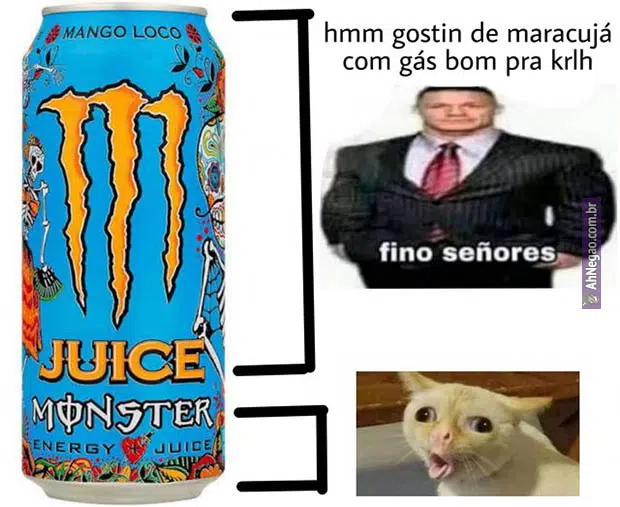 MANGO LOCO
JUICE
MONSTER
ENERGY JUICE
hmm gostin de maracujá
com gás bom pra krlh
fino señores
AhNegao.com.br